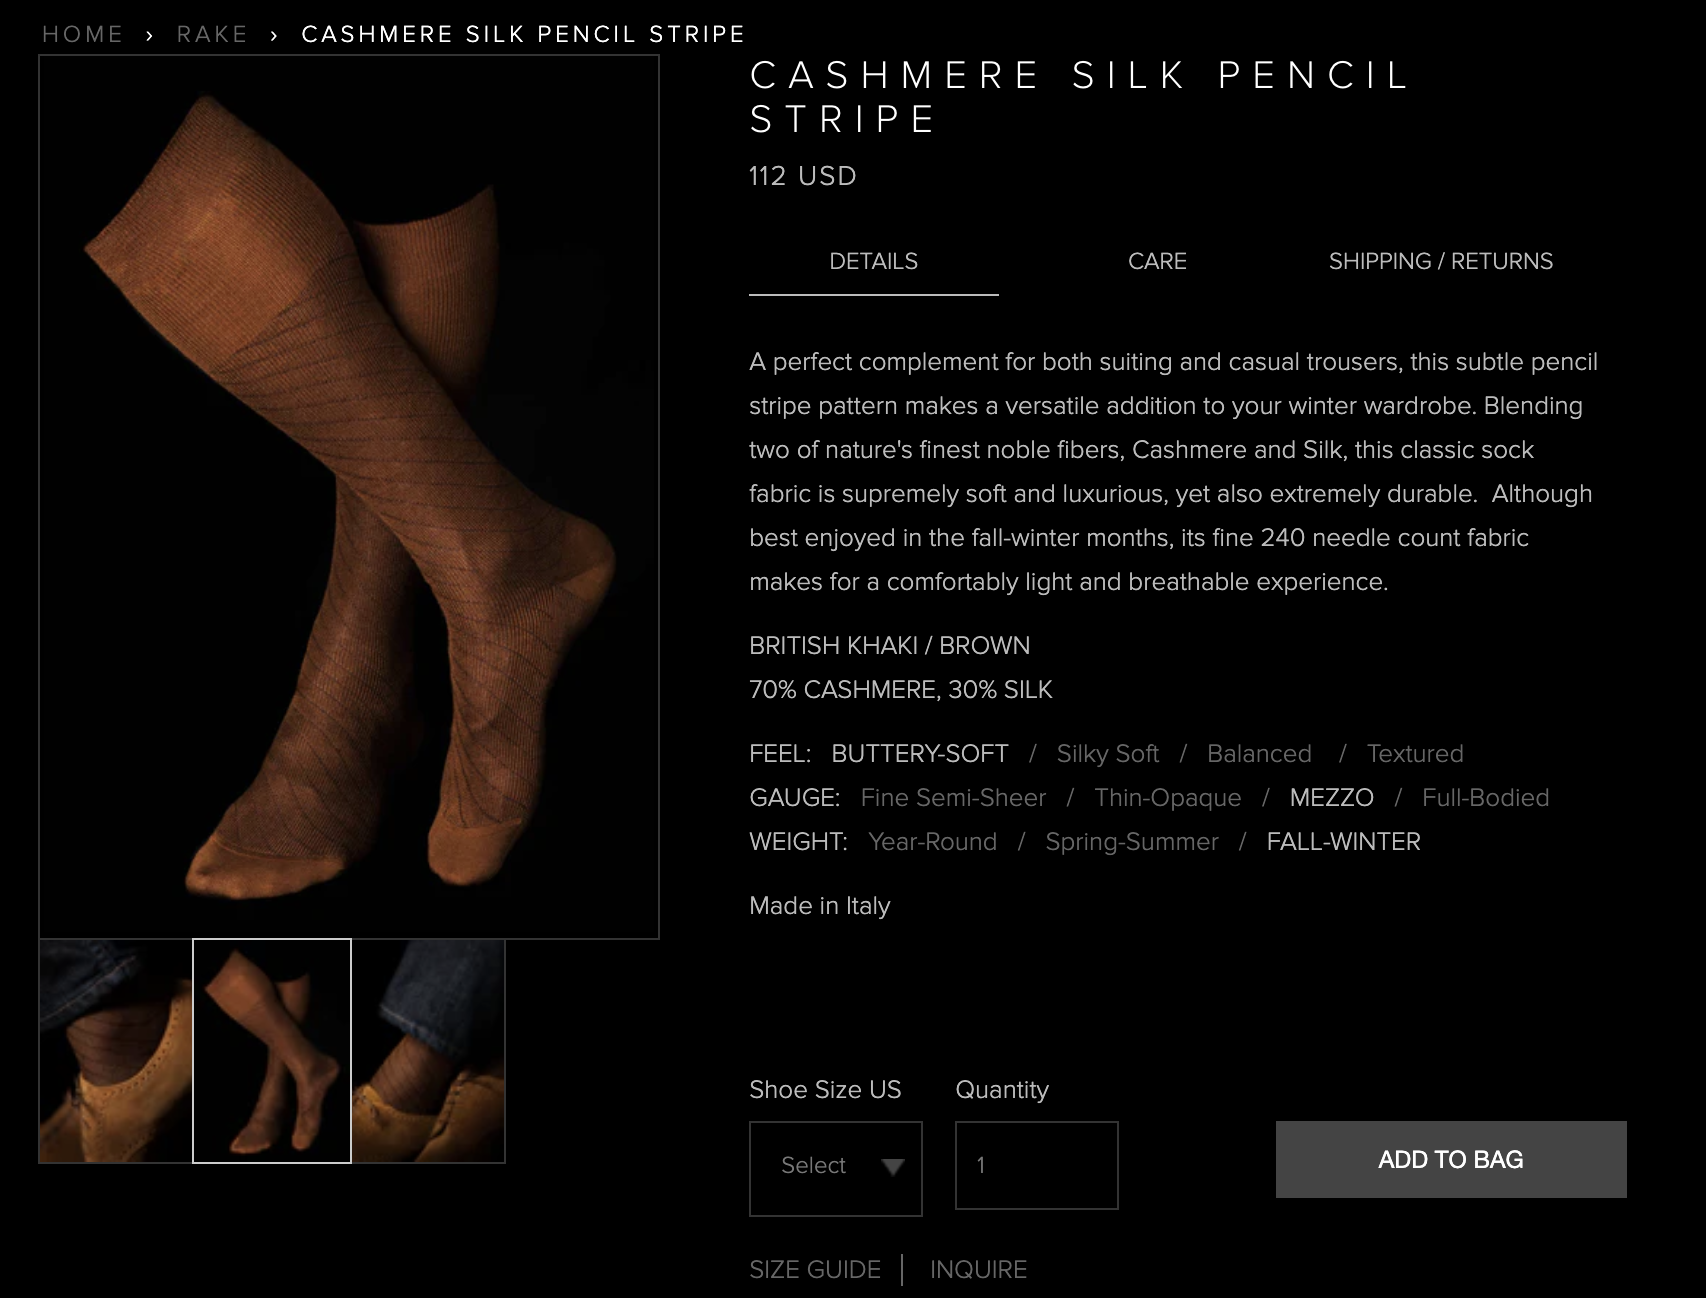 HOME › RAKE › CASHMERE SILK PENCIL STRIPE
CASHMERE SILK PENCIL
STRIPE
112 USD
DETAILS CARE SHIPPING / RETURNS
A perfect complement for both suiting and casual trousers, this subtle pencil
stripe pattern makes a versatile addition to your winter wardrobe. Blending
two of nature's finest noble fibers, Cashmere and Silk, this classic sock
fabric is supremely soft and luxurious, yet also extremely durable.  Although
best enjoyed in the fall-winter months, its fine 240 needle count fabric
makes for a comfortably light and breathable experience.
BRITISH KHAKI / BROWN
70% CASHMERE, 30% SILK
FEEL: BUTTERY-SOFT / Silky Soft / Balanced / Textured
GAUGE: Fine Semi-Sheer / Thin-Opaque / MEZZO / Full-Bodied
WEIGHT: Year-Round / Spring-Summer / FALL-WINTER
Made in Italy
Shoe Size US Quantity
Select 1 ADD TO BAG
SIZE GUIDE | INQUIRE